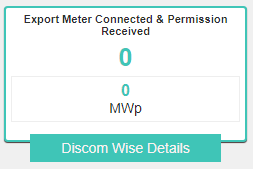 Export Meter Connected & Permission
Received
0
0
MWp
Discom Wise Details